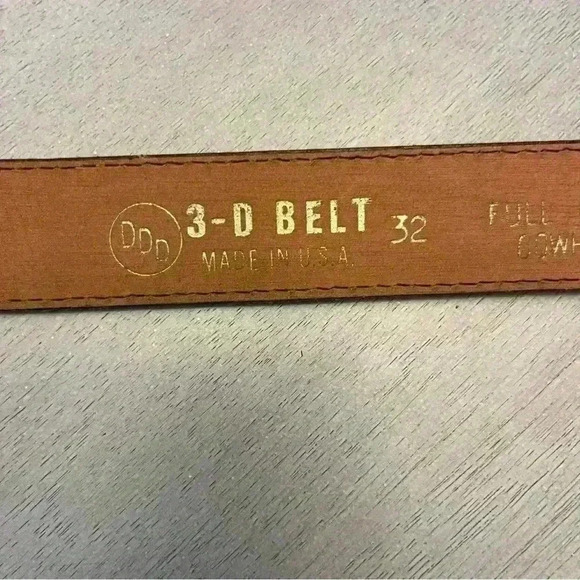 DDD
3-D BELT
MADE IN U.S.A.
32
FULL
COWH